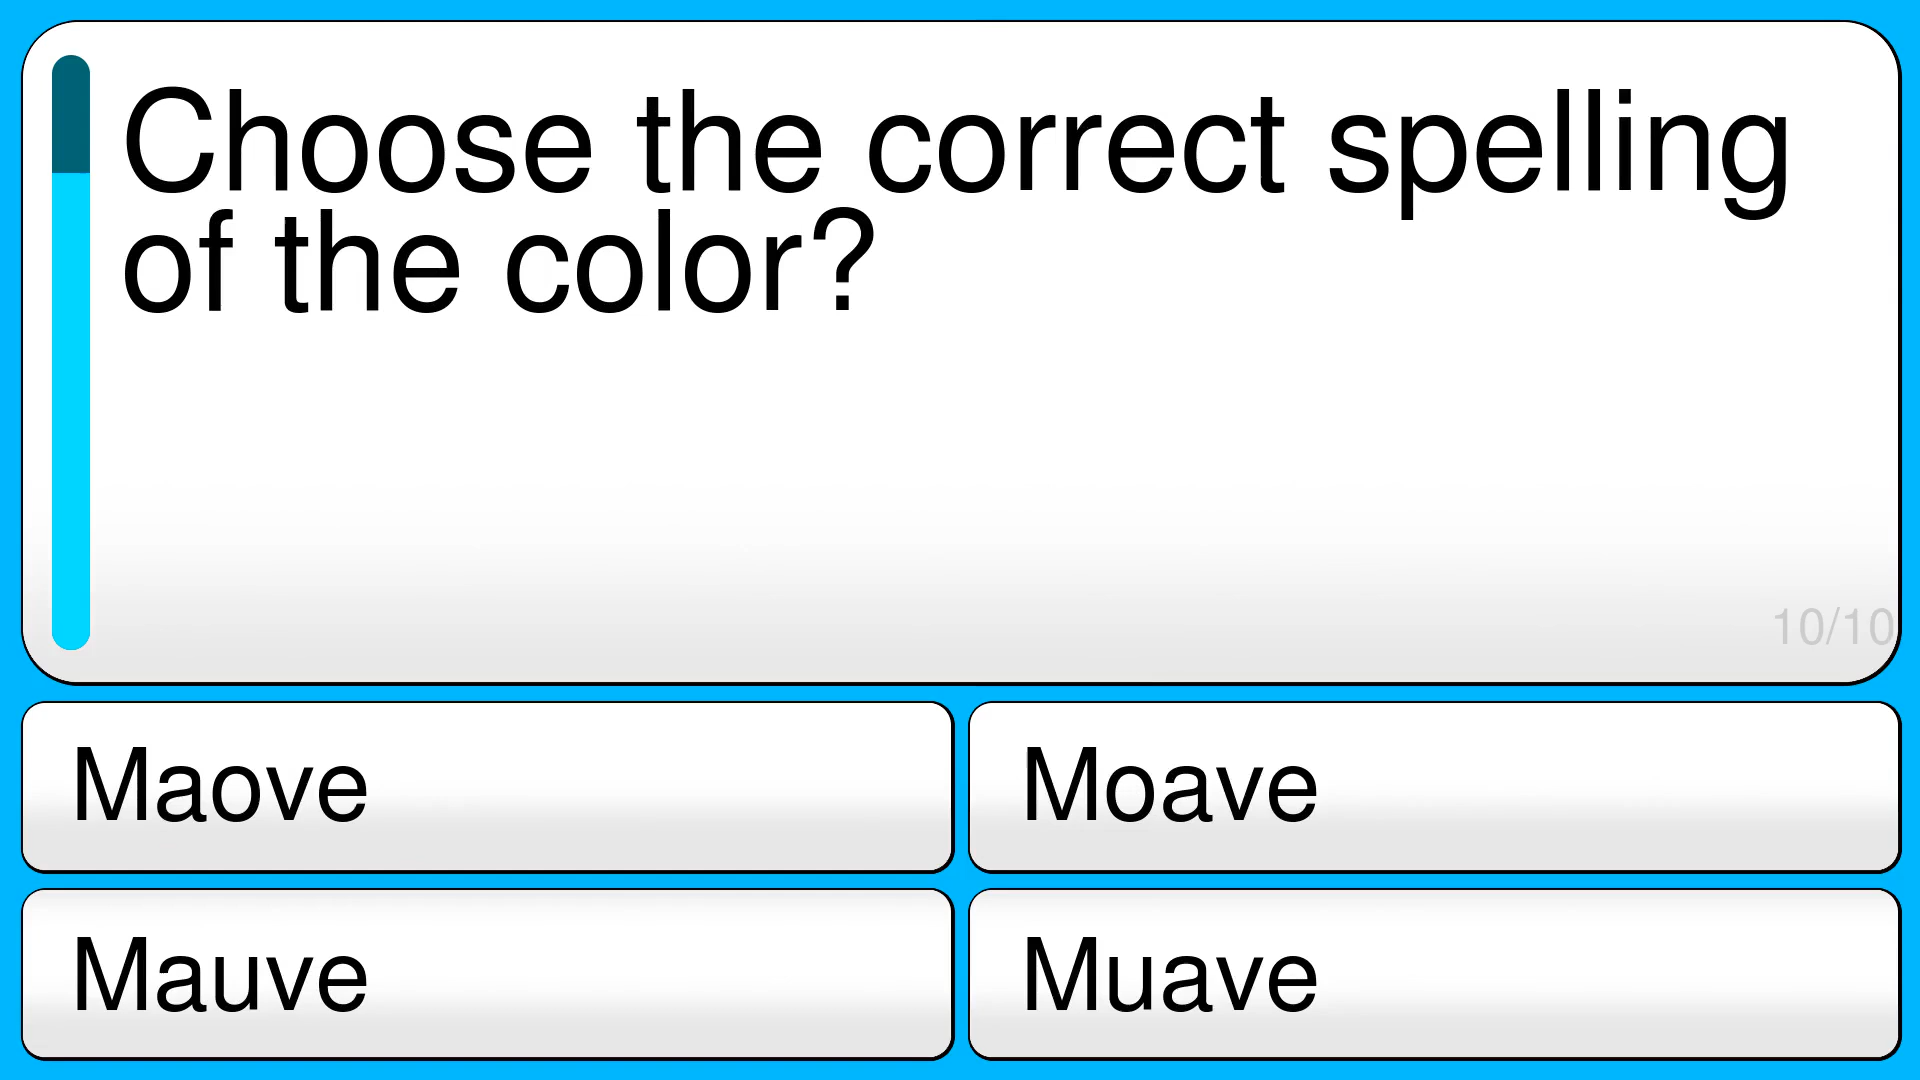 Choose the correct spelling
of the color?
10/10
Maove
Moave
Mauve
Muave